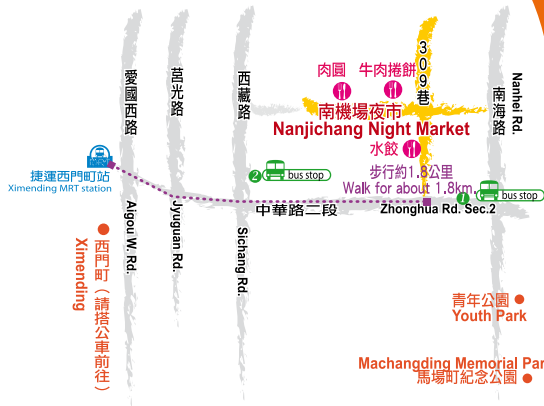 愛國西路
Aigou W. Rd.
莒光路
Jyuguan Rd.
西藏路
Sichang Rd.
309巷
Nanhei Rd.
南海路
肉圓
牛肉捲餅
南機場夜市
Nanjichang Night Market
水餃
步行約1.8公里
Walk for about 1.8km.
捷運西門町站
Ximending MRT station
2 bus stop
1 bus stop
中華路二段
Zhonghua Rd. Sec.2
西門町（請搭公車前往）
Ximending
青年公園
Youth Park
Machangding Memorial Par
馬場町紀念公園